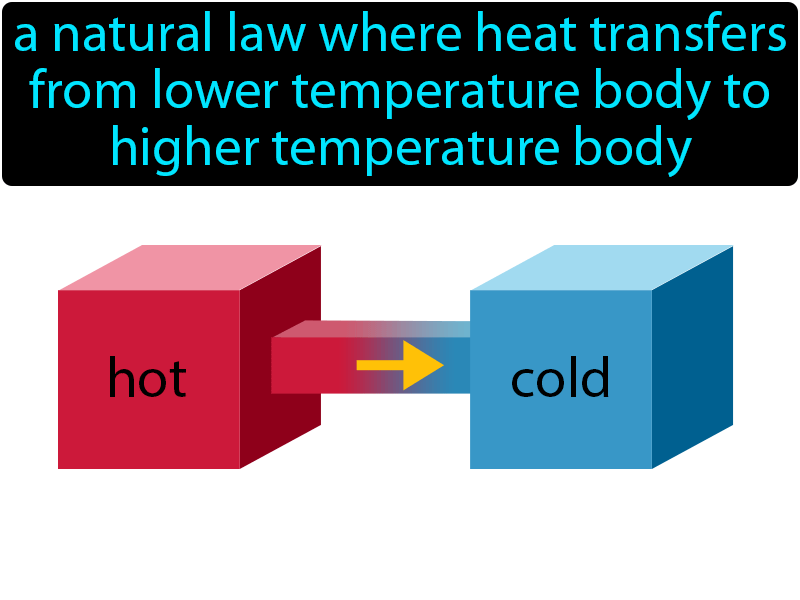 a natural law where heat transfers
from lower temperature body to
higher temperature body
hot
cold